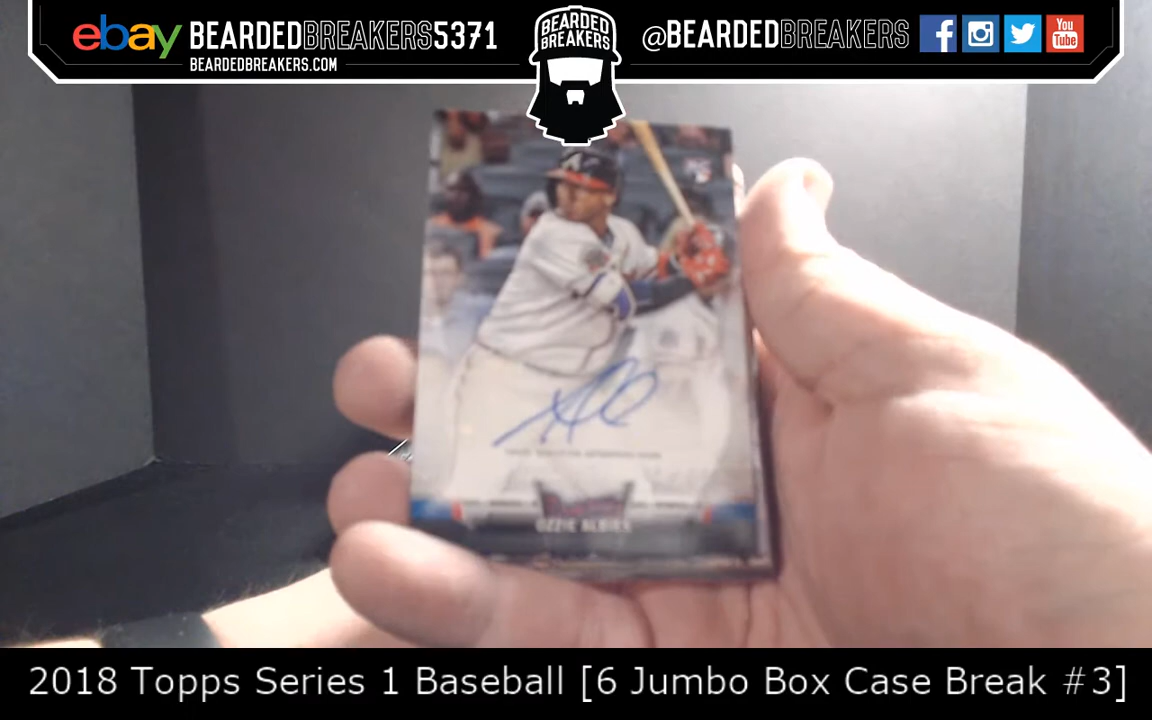 ebay BEARDEDBREAKERS5371
BEARDEDBREAKERS.COM
BEARDED
BREAKERS
@BEARDEDBREAKERS
You
Tube
OZZIE ALBIES
2018 Topps Series 1 Baseball [6 Jumbo Box Case Break #3]